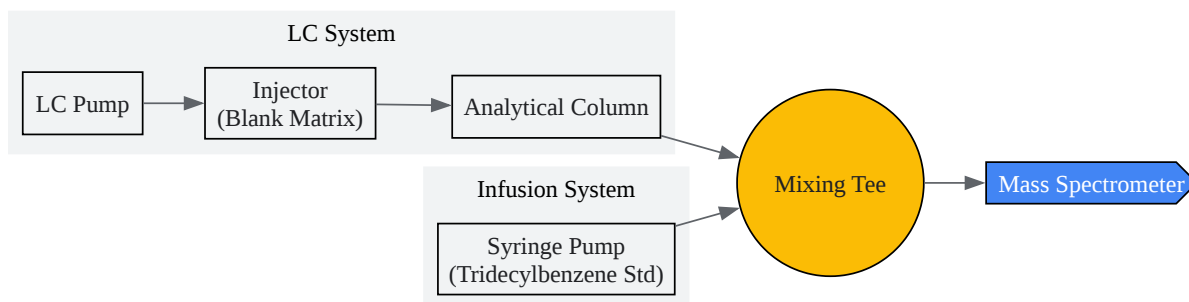 LC System
LC Pump
Injector
(Blank Matrix)
Analytical Column
Infusion System
Syringe Pump
(Tridecylbenzene Std)
Mixing Tee
Mass Spectrometer